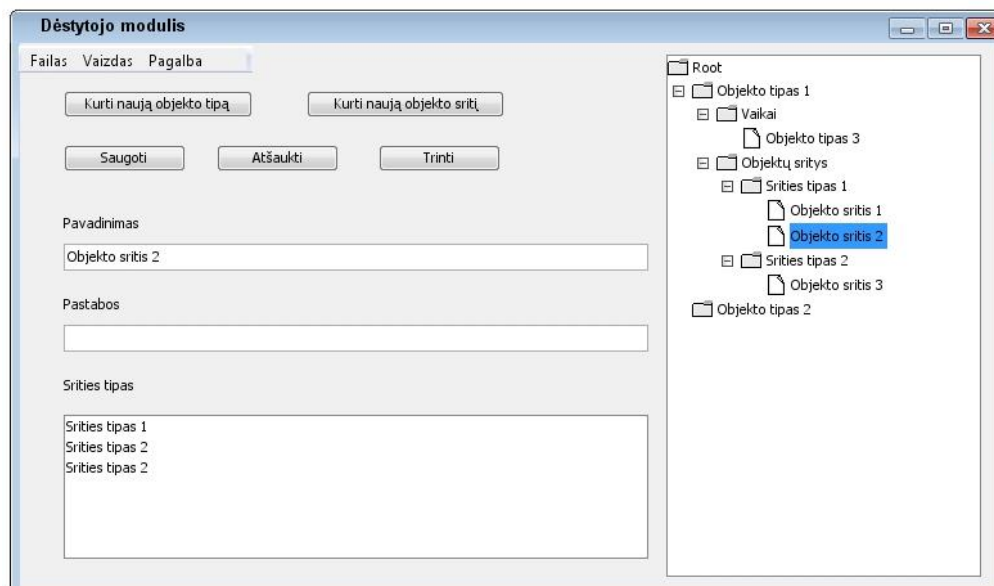 Dėstytojo modulis
Failas Vaizdas Pagalba
Kurti naują objekto tipą
Kurti naują objekto sritį
Saugoti
Atšaukti
Trinti
Pavadinimas
Objekto sritis 2
Pastabos
Srities tipas
Srities tipas 1
Srities tipas 2
Srities tipas 2
Root
Objekto tipas 1
Vaikai
Objekto tipas 3
Objektų sritys
Srities tipas 1
Objekto sritis 1
Objekto sritis 2
Srities tipas 2
Objekto sritis 3
Objekto tipas 2